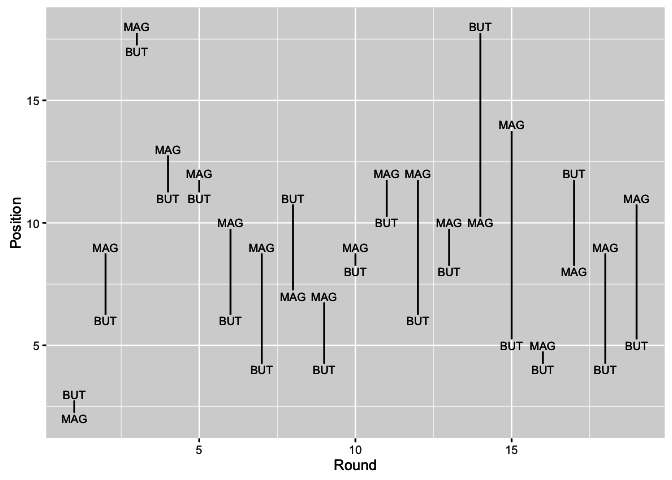 MAG BUT
BUT
15
MAG
MAG
MAG MAG BUT
BUT BUT BUT MAG
10 MAG BUT MAG MAG
MAG MAG MAG MAG
BUT BUT MAG
MAG MAG
BUT BUT BUT
5 BUT MAG BUT
BUT BUT BUT BUT
BUT
MAG
5 10 15
Round
Position